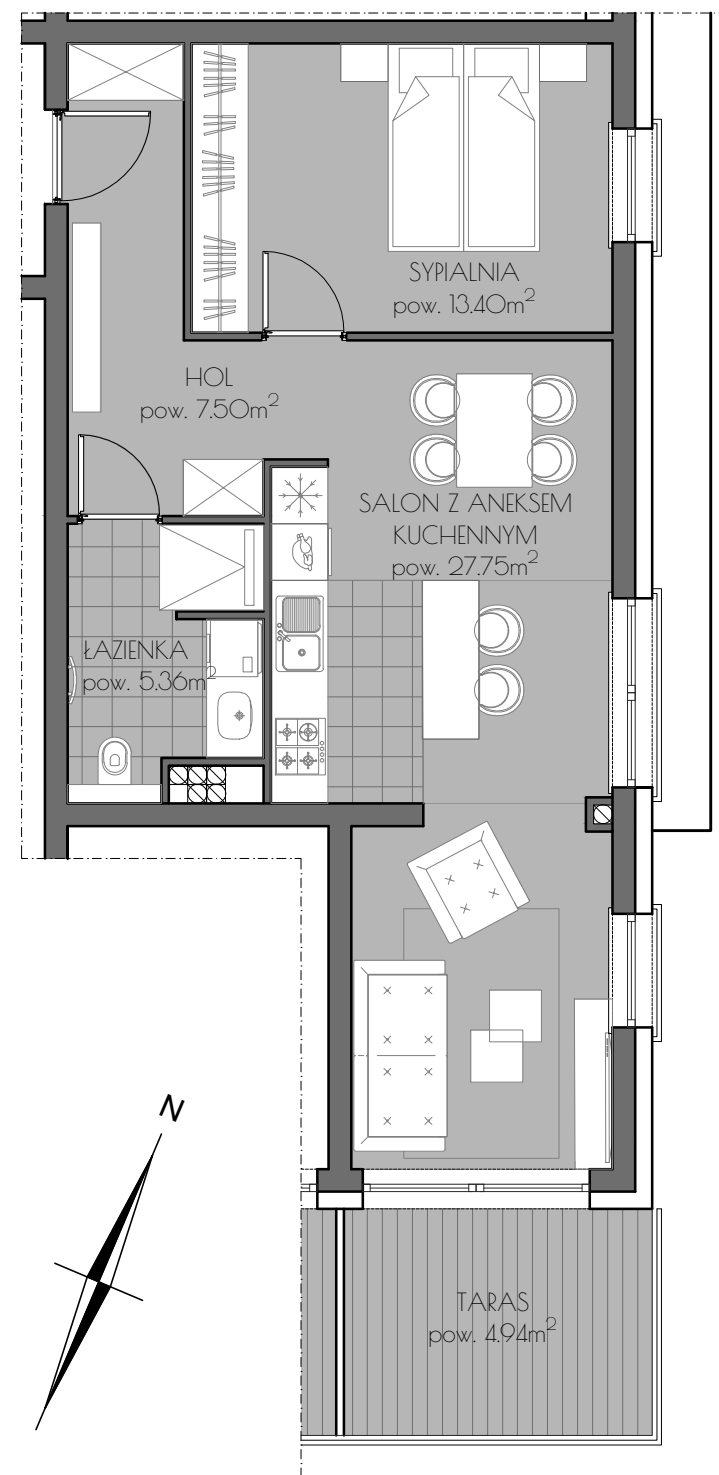 SYPIALNIA
pow. 13.40m²
HOL
pow. 7.50m²
SALON Z ANEKSEM
KUCHENNYM
pow. 27.75m²
ŁAZIENKA
pow. 5.36m²
N
TARAS
pow. 4.94m²